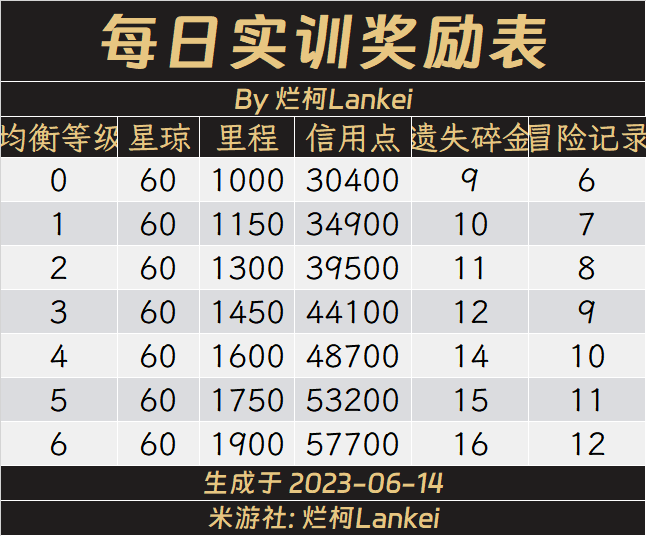 每日实训奖励表
By 烂柯Lankei
均衡等级 星琼 里程 信用点 遗失碎金 冒险记录
0 60 1000 30400 9 6
1 60 1150 34900 10 7
2 60 1300 39500 11 8
3 60 1450 44100 12 9
4 60 1600 48700 14 10
5 60 1750 53200 15 11
6 60 1900 57700 16 12
生成于 2023-06-14
米游社: 烂柯Lankei